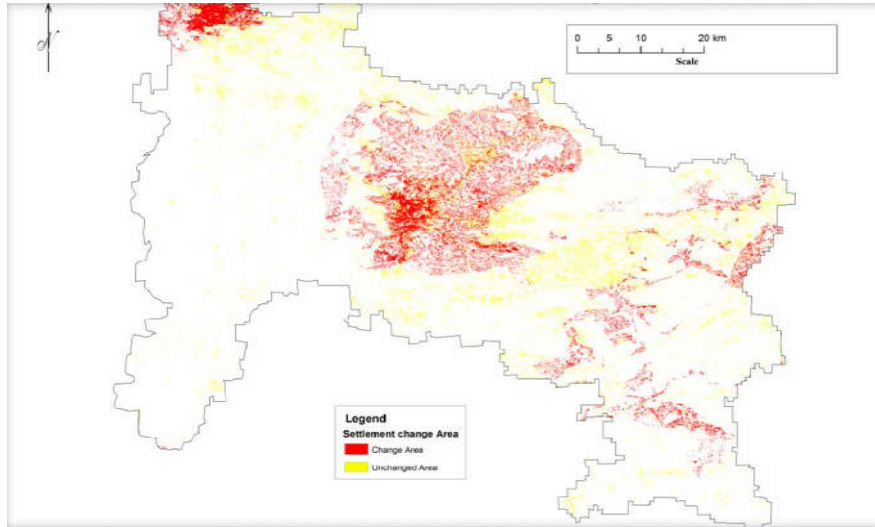 N
0 5 10 20 km
Scale
Legend
Settlement change Area
Change Area
Unchanged Area